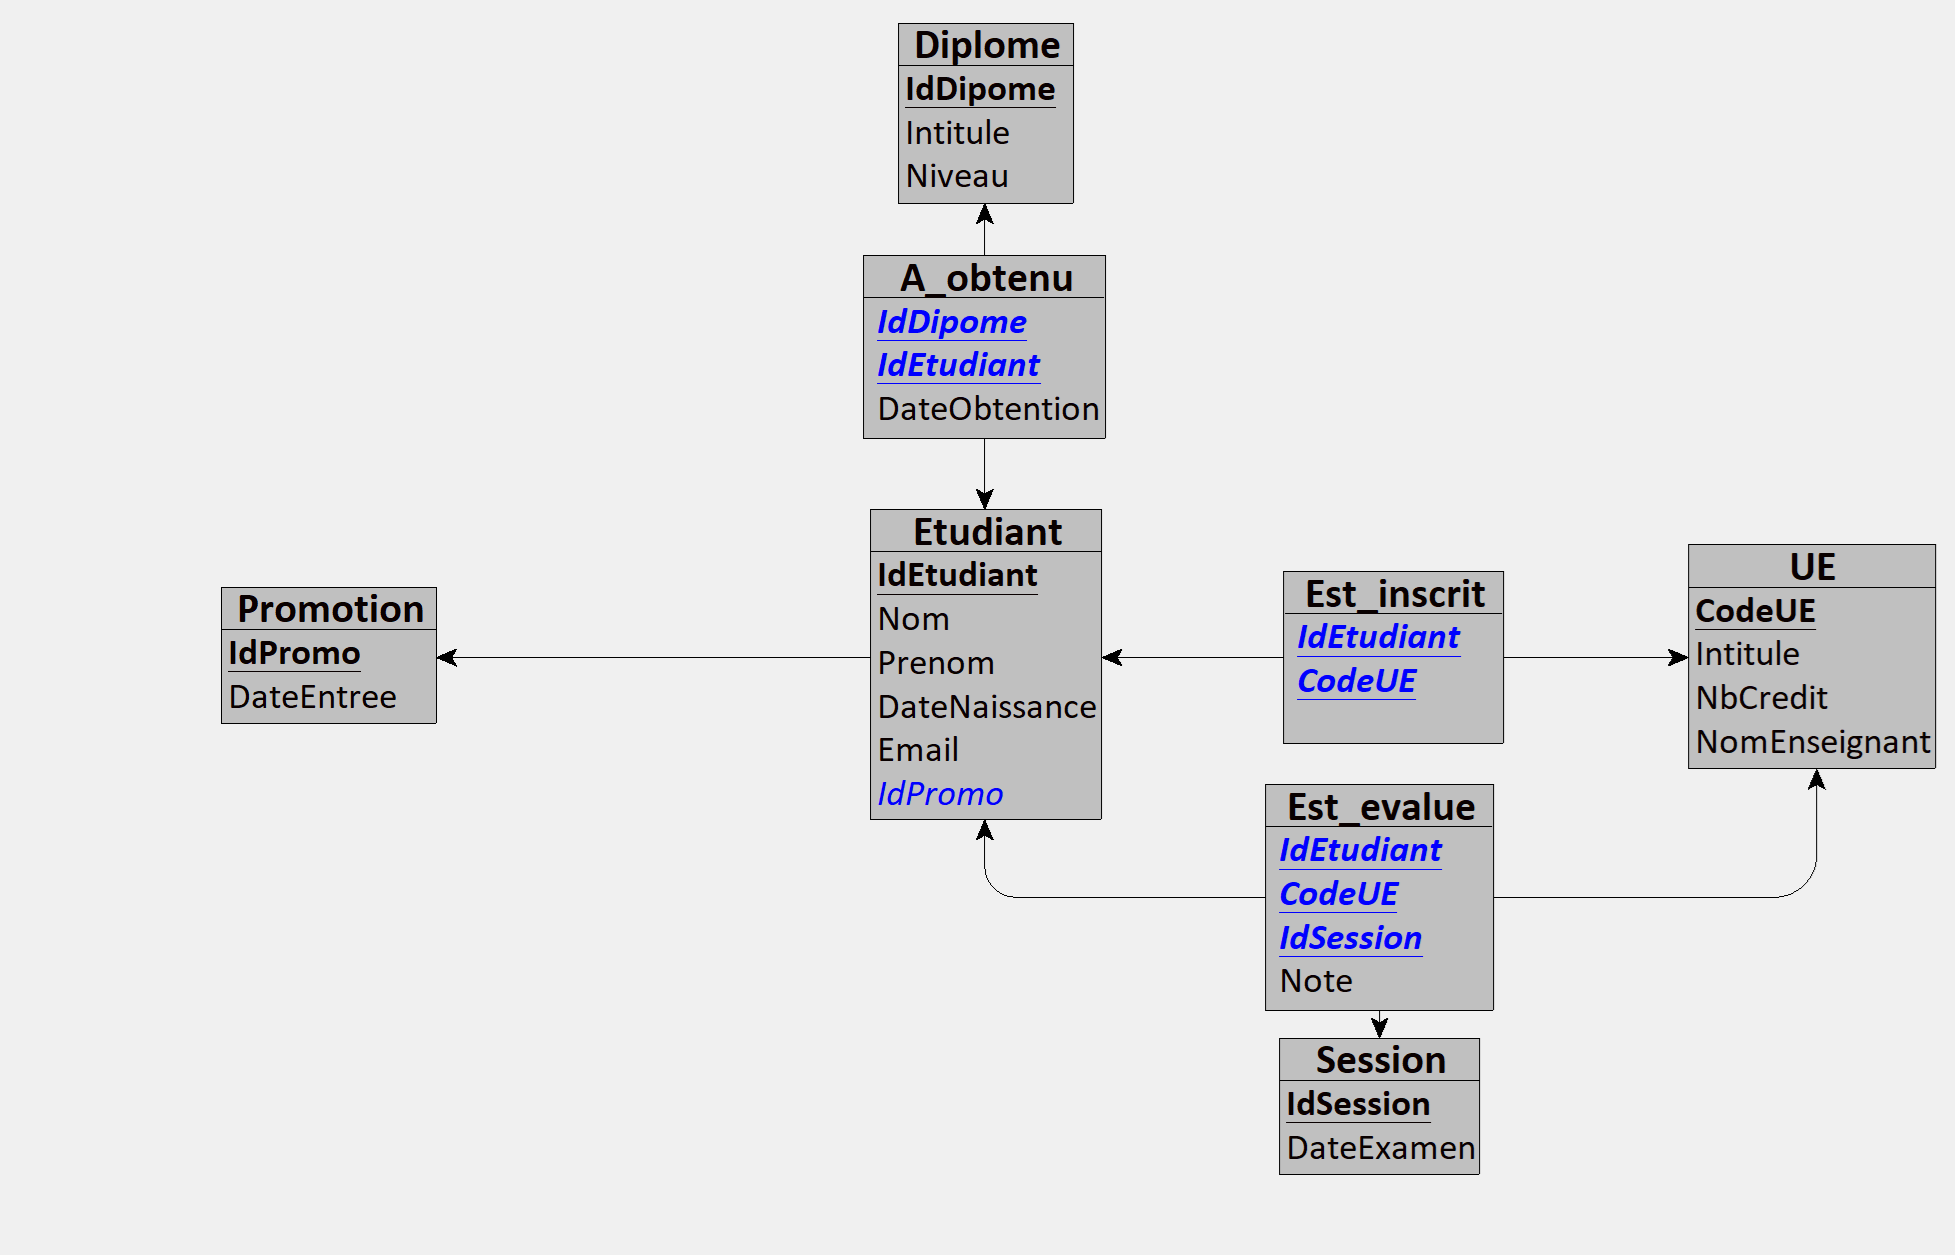 Diplome
IdDipome
Intitule
Niveau
A_obtenu
IdDipome
IdEtudiant
DateObtention
Etudiant
IdEtudiant
Nom
Prenom
DateNaissance
Email
IdPromo
Promotion
IdPromo
DateEntree
Est_inscrit
IdEtudiant
CodeUE
UE
CodeUE
Intitule
NbCredit
NomEnseignant
Est_evalue
IdEtudiant
CodeUE
IdSession
Note
Session
IdSession
DateExamen